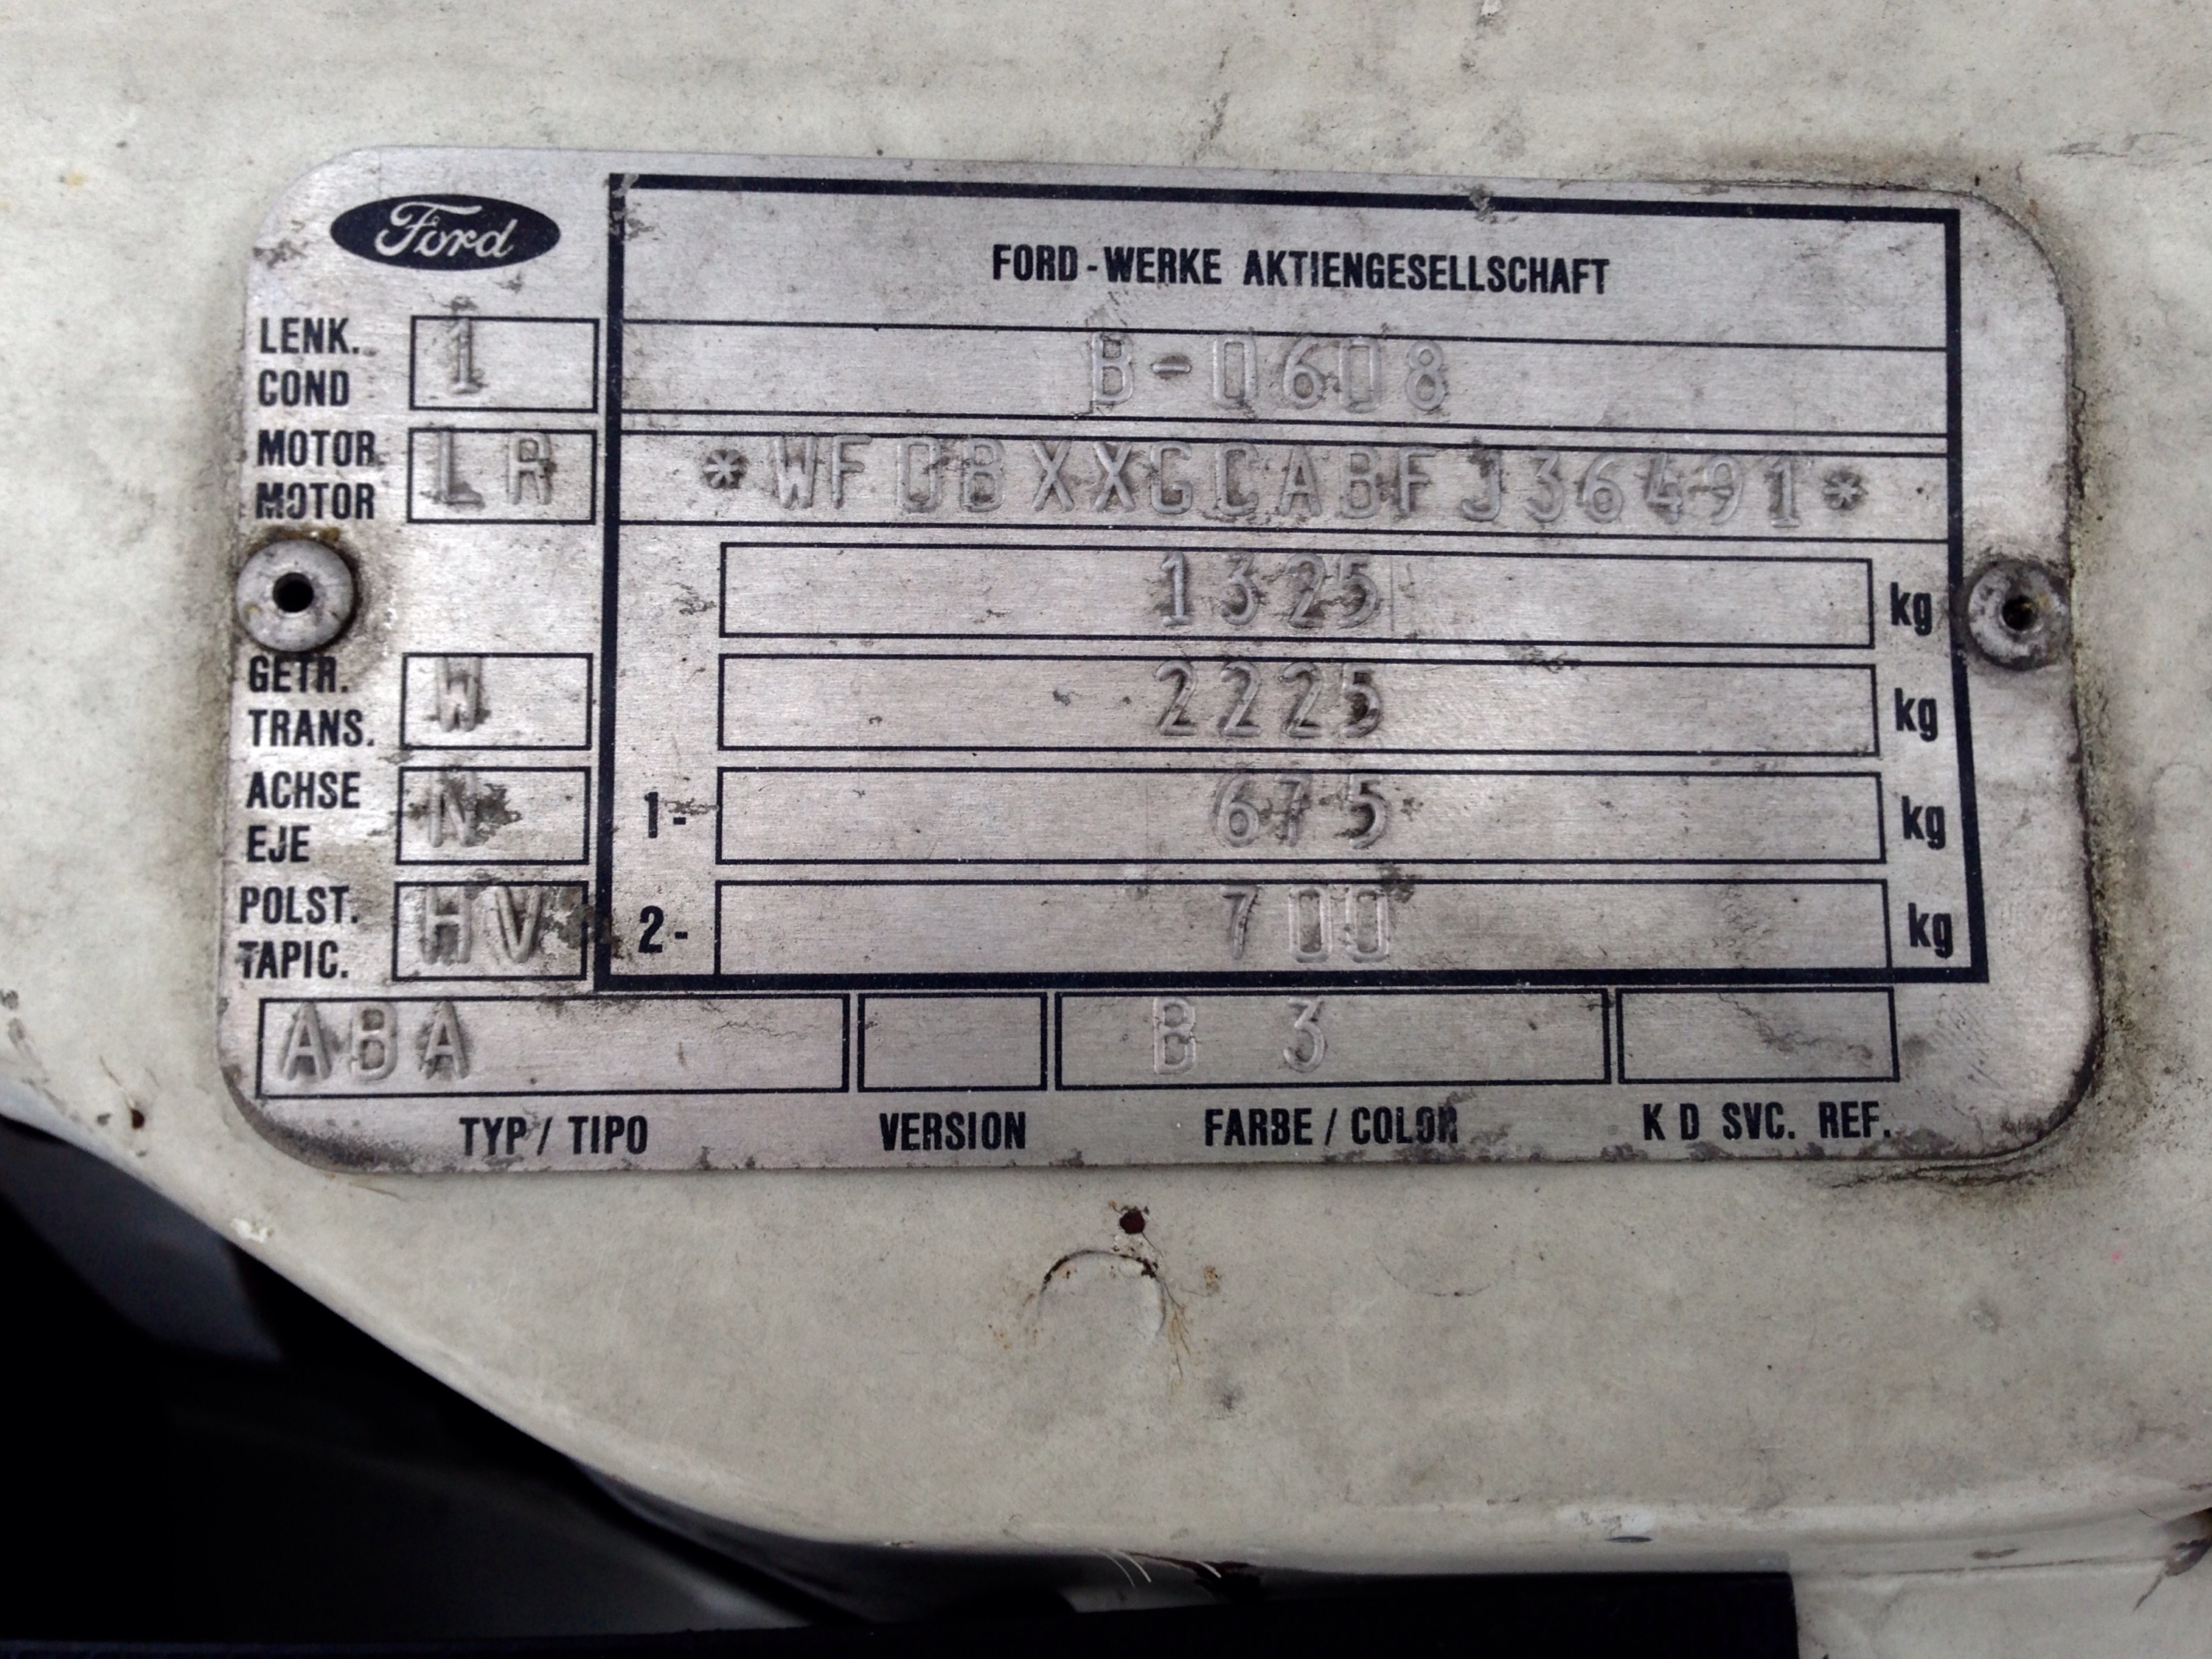 Ford
FORD-WERKE AKTIENGESELLSCHAFT
LENK.
COND
1
B-0608
MOTOR
MOTOR
LR
*WF0BXXGCABFJ36491*
1325 kg
GETR.
TRANS.
W
2225 kg
ACHSE
EJE
N
1- 675 kg
POLST.
TAPIC.
HV
2- 700 kg
ABA
B 3
TYP / TIPO
VERSION
FARBE / COLOR
K D SVC. REF.